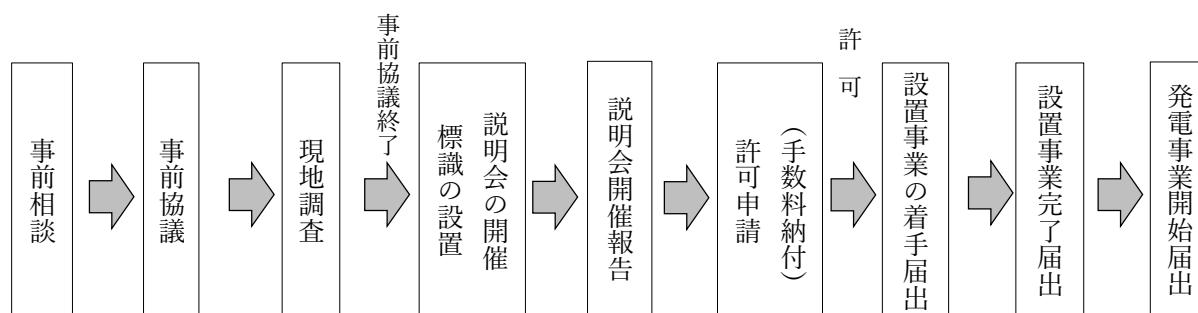 事前相談
事前協議
現地調査
事前協議終了
説明会の開催
標識の設置
説明会開催報告
(手数料納付)
許可申請
許可
設置事業の着手届出
設置事業完了届出
発電事業開始届出